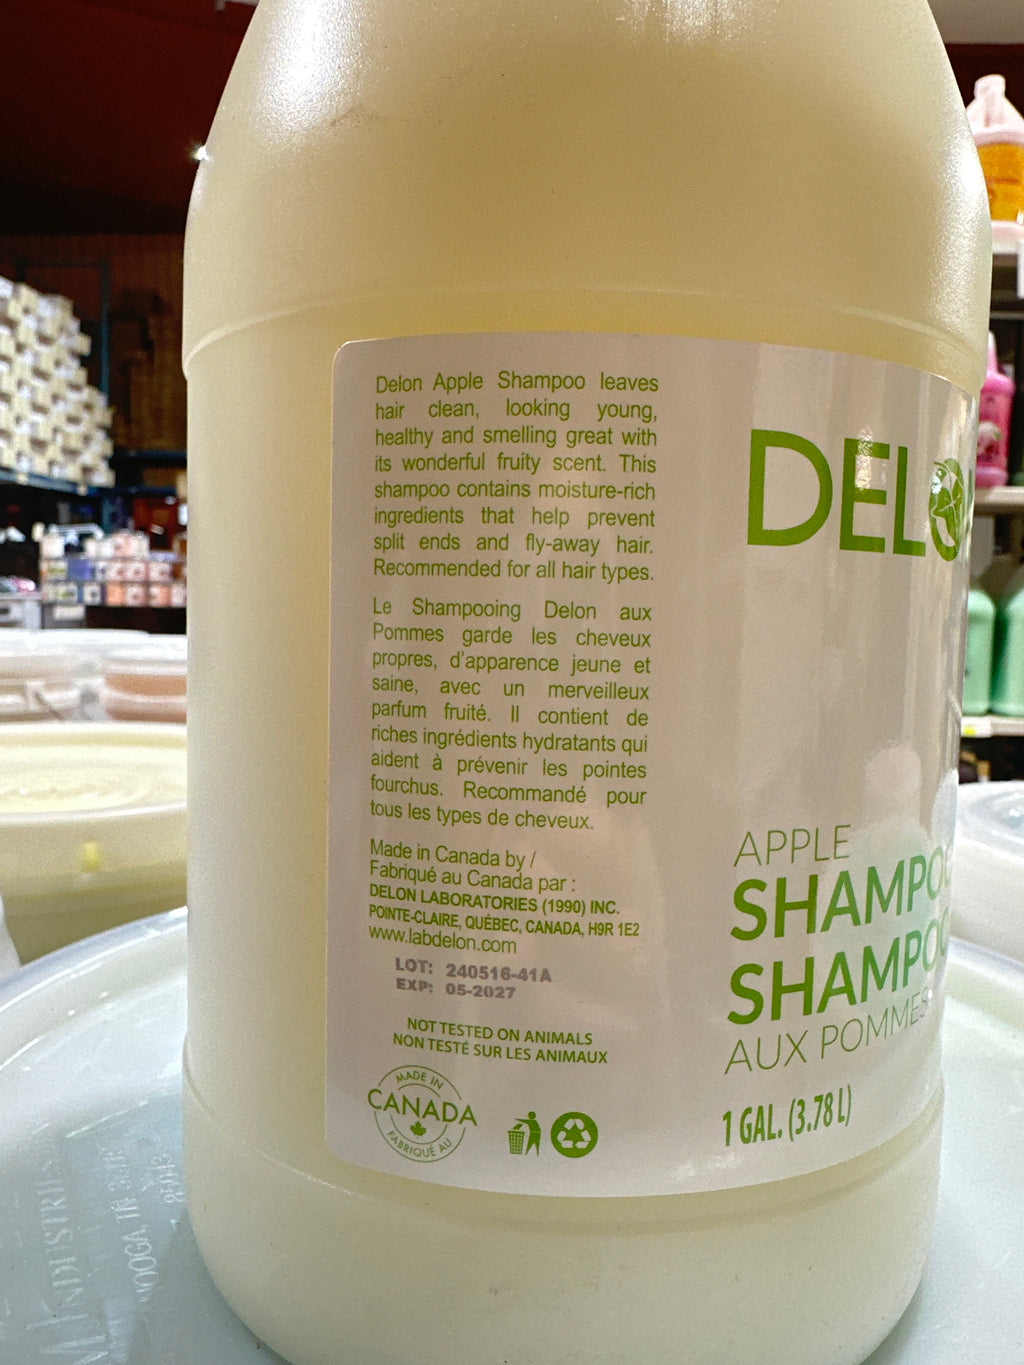 Delon Apple Shampoo leaves
hair clean, looking young,
healthy and smelling great with
its wonderful fruity scent. This
shampoo contains moisture-rich
ingredients that help prevent
split ends and fly-away hair.
Recommended for all hair types.
Le Shampooing Delon aux
Pommes garde les cheveux
propres, d'apparence jeune et
saine, avec un merveilleux
parfum fruité. Il contient de
riches ingrédients hydratants qui
aident à prévenir les pointes
fourchus. Recommandé pour
tous les types de cheveux.
Made in Canada by /
Fabriqué au Canada par :
DELON LABORATORIES (1990) INC.
POINTE-CLAIRE, QUÉBEC, CANADA, H9R 1E2
www.labdelon.com
LOT: 240516-41A
EXP: 05-2027
NOT TESTED ON ANIMALS
NON TESTÉ SUR LES ANIMAUX
MADE IN
CANADA
FABRIQUÉ AU
DELON
APPLE
SHAMPOO
SHAMPOO
AUX POMMES
1 GAL. (3.78 L)